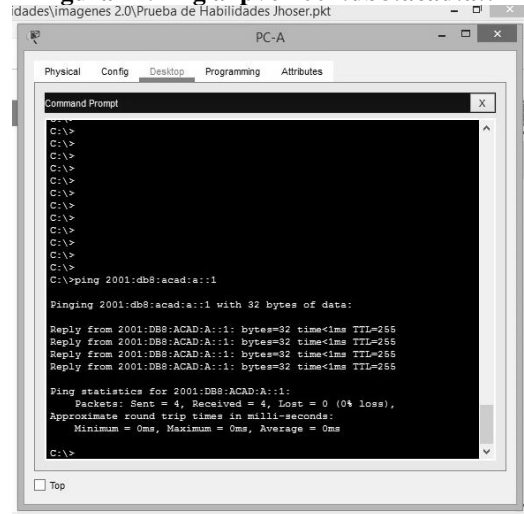 idades\imagenes 2.0\Prueba de Habilidades Jhoser.pkt
PC-A
Physical Config Desktop Programming Attributes
Command Prompt X
C:\>
C:\>
C:\>
C:\>
C:\>
C:\>
C:\>
C:\>
C:\>
C:\>
C:\>
C:\>
C:\>ping 2001:db8:acad:a::1
Pinging 2001:db8:acad:a::1 with 32 bytes of data:
Reply from 2001:DB8:ACAD:A::1: bytes=32 time<1ms TTL=255
Reply from 2001:DB8:ACAD:A::1: bytes=32 time<1ms TTL=255
Reply from 2001:DB8:ACAD:A::1: bytes=32 time<1ms TTL=255
Reply from 2001:DB8:ACAD:A::1: bytes=32 time<1ms TTL=255
Ping statistics for 2001:DB8:ACAD:A::1:
Packets: Sent = 4, Received = 4, Lost = 0 (0% loss),
Approximate round trip times in milli-seconds:
Minimum = 0ms, Maximum = 0ms, Average = 0ms
C:\>
Top